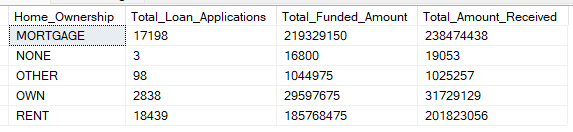 Home_Ownership Total_Loan_Applications Total_Funded_Amount Total_Amount_Received
MORTGAGE 17198 219329150 238474438
NONE 3 16800 19053
OTHER 98 1044975 1025257
OWN 2838 29597675 31729129
RENT 18439 185768475 201823056